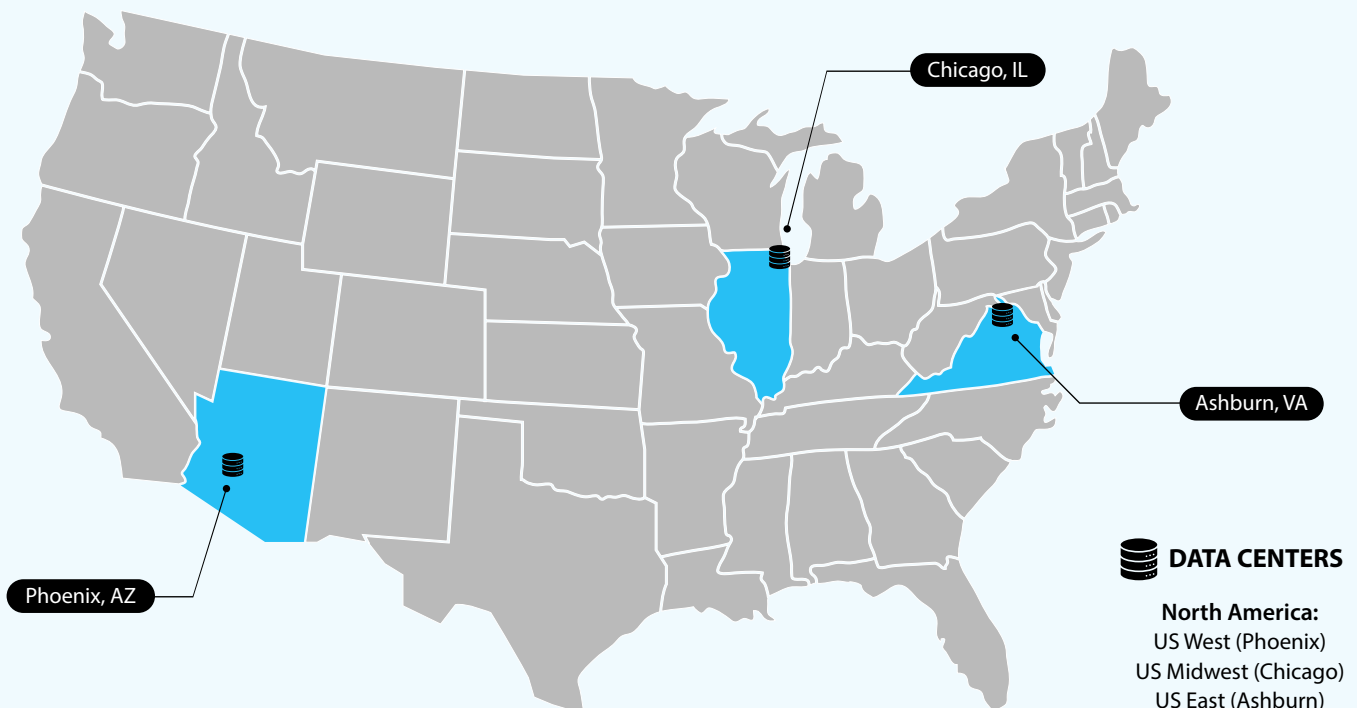 Chicago, IL
Ashburn, VA
Phoenix, AZ
DATA CENTERS
North America:
US West (Phoenix)
US Midwest (Chicago)
US East (Ashburn)